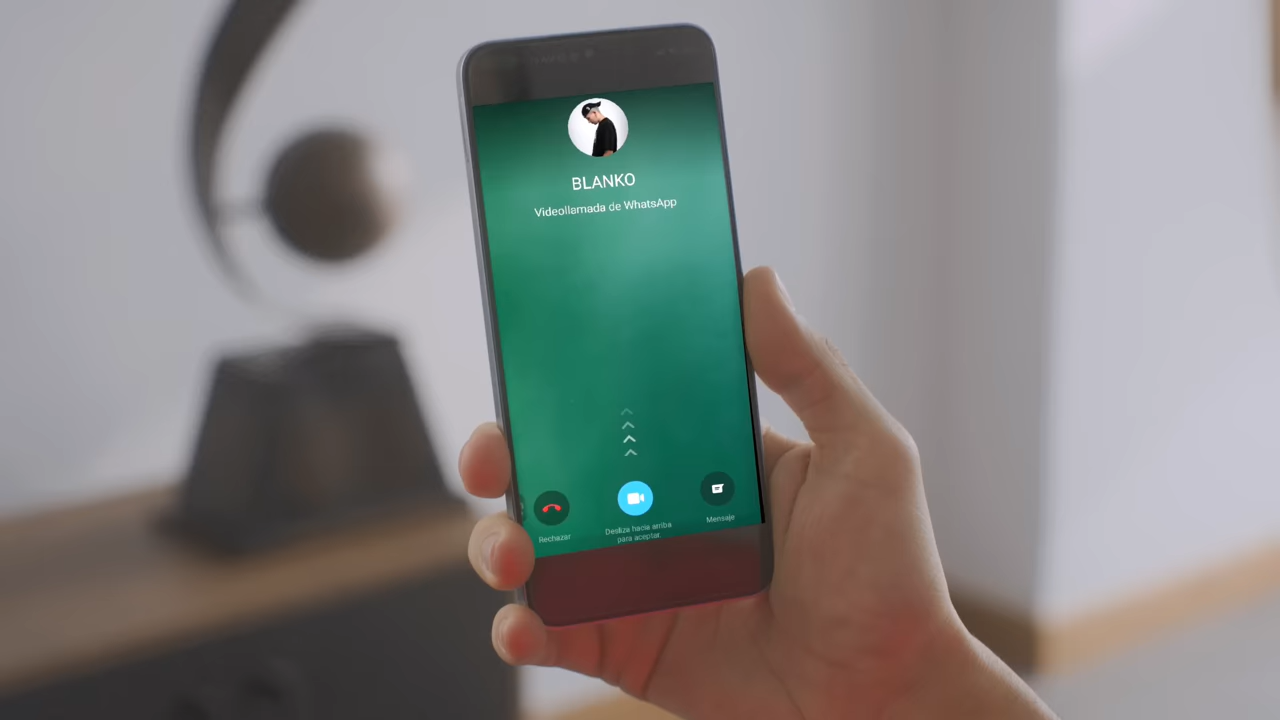 BLANKO
Videollamada de WhatsApp
Rechazar
Desliza hacia arriba
para aceptar.
Mensaje